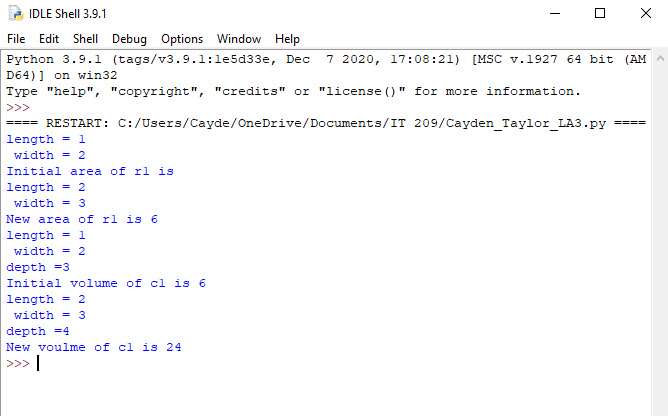 IDLE Shell 3.9.1
File Edit Shell Debug Options Window Help
Python 3.9.1 (tags/v3.9.1:1e5d33e, Dec  7 2020, 17:08:21) [MSC v.1927 64 bit (AM
D64)] on win32
Type "help", "copyright", "credits" or "license()" for more information.
>>>
==== RESTART: C:/Users/Cayde/OneDrive/Documents/IT 209/Cayden_Taylor_LA3.py ====
length = 1
 width = 2
Initial area of r1 is
length = 2
 width = 3
New area of r1 is 6
length = 1
 width = 2
depth =3
Initial volume of c1 is 6
length = 2
 width = 3
depth =4
New voulme of c1 is 24
>>>